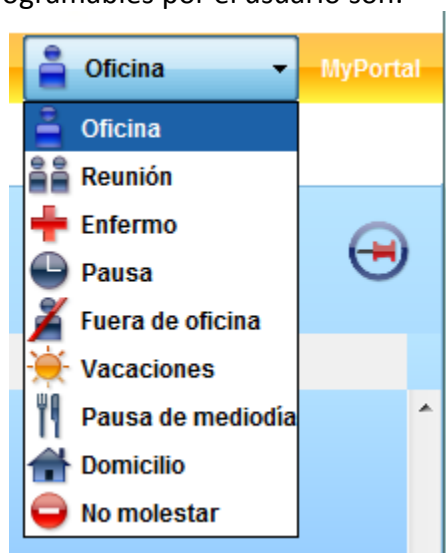 ogramables por el usuario son:
Oficina
MyPortal
Oficina
Reunión
Enfermo
Pausa
Fuera de oficina
Vacaciones
Pausa de mediodía
Domicilio
No molestar